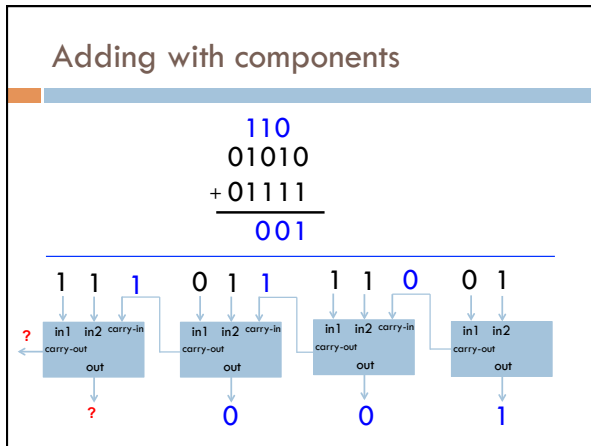 Adding with components
110
01010
+ 01111
001
1 1 1 0 1 1 1 1 0 0 1
in1 in2 carry-in in1 in2 carry-in in1 in2 carry-in in1 in2
? carry-out carry-out carry-out carry-out
out out out out
? 0 0 1